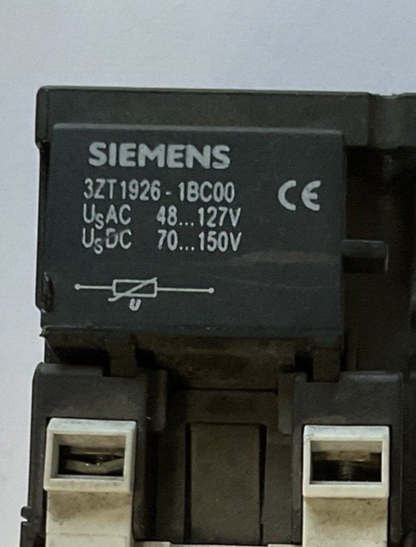 SIEMENS
3ZT1926-1BC00
CE
UsAC 48...127V
UsDC 70...150V
U